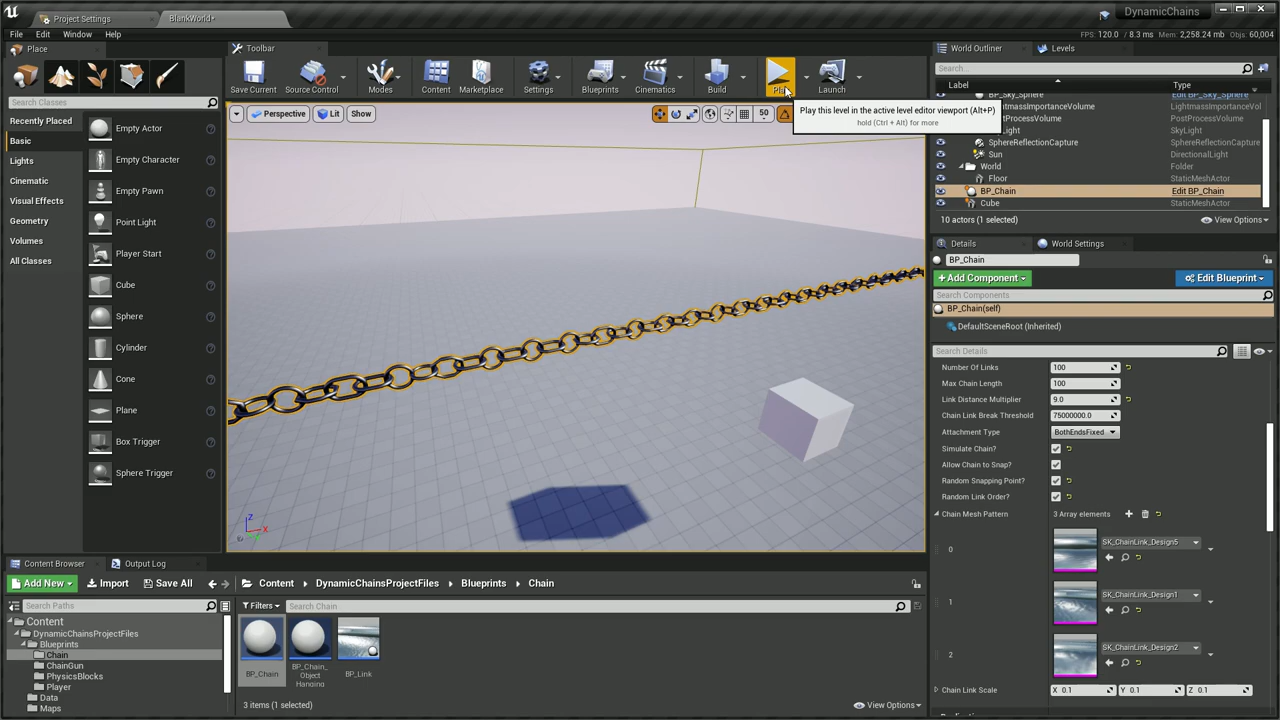 Project Settings
BlankWorld*
DynamicChains
File
Edit
Window
Help
FPS: 120.0 / 8.3 ms Mem: 2,258.24 mb Objs: 60,004
Place
Toolbar
World Outliner
Levels
Search Classes
Recently Placed
Basic
Lights
Cinematic
Visual Effects
Geometry
Volumes
All Classes
Empty Actor
Empty Character
Empty Pawn
Point Light
Player Start
Cube
Sphere
Cylinder
Cone
Plane
Box Trigger
Sphere Trigger
Save Current
Source Control
Modes
Content
Marketplace
Settings
Blueprints
Cinematics
Build
Play
Launch
Play this level in the active level editor viewport (Alt+P)
hold (Ctrl + Alt) for more
Perspective
Lit
Show
50
Z
X
Search...
Label
Type
BP_Sky_Sphere
Edit BP_Sky_Sphere
LightmassImportanceVolume
LightmassImportanceV
PostProcessVolume
PostProcessVolume
Light
SkyLight
SphereReflectionCapture
SphereReflectionCapture
Sun
DirectionalLight
World
Folder
Floor
StaticMeshActor
BP_Chain
Edit BP_Chain
Cube
StaticMeshActor
10 actors (1 selected)
View Options
Details
World Settings
BP_Chain
+Add Component
Edit Blueprint
Search Components
BP_Chain(self)
DefaultSceneRoot (Inherited)
Search Details
Number Of Links
100
Max Chain Length
100
Link Distance Multiplier
9.0
Chain Link Break Threshold
75000000.0
Attachment Type
BothEndsFixed
Simulate Chain?
Allow Chain to Snap?
Random Snapping Point?
Random Link Order?
Chain Mesh Pattern
3 Array elements
0
SK_ChainLink_Design5
1
SK_ChainLink_Design1
2
SK_ChainLink_Design2
Chain Link Scale
X 0.1
Y 0.1
Z 0.1
Content Browser
Output Log
Add New
Import
Save All
Content
DynamicChainsProjectFiles
Blueprints
Chain
Search Paths
Filters
Search Chain
Content
DynamicChainsProjectFiles
Blueprints
Chain
ChainGun
PhysicsBlocks
Player
Data
Maps
BP_Chain
BP_Chain_
Object
Hanging
BP_Link
3 items (1 selected)
View Options